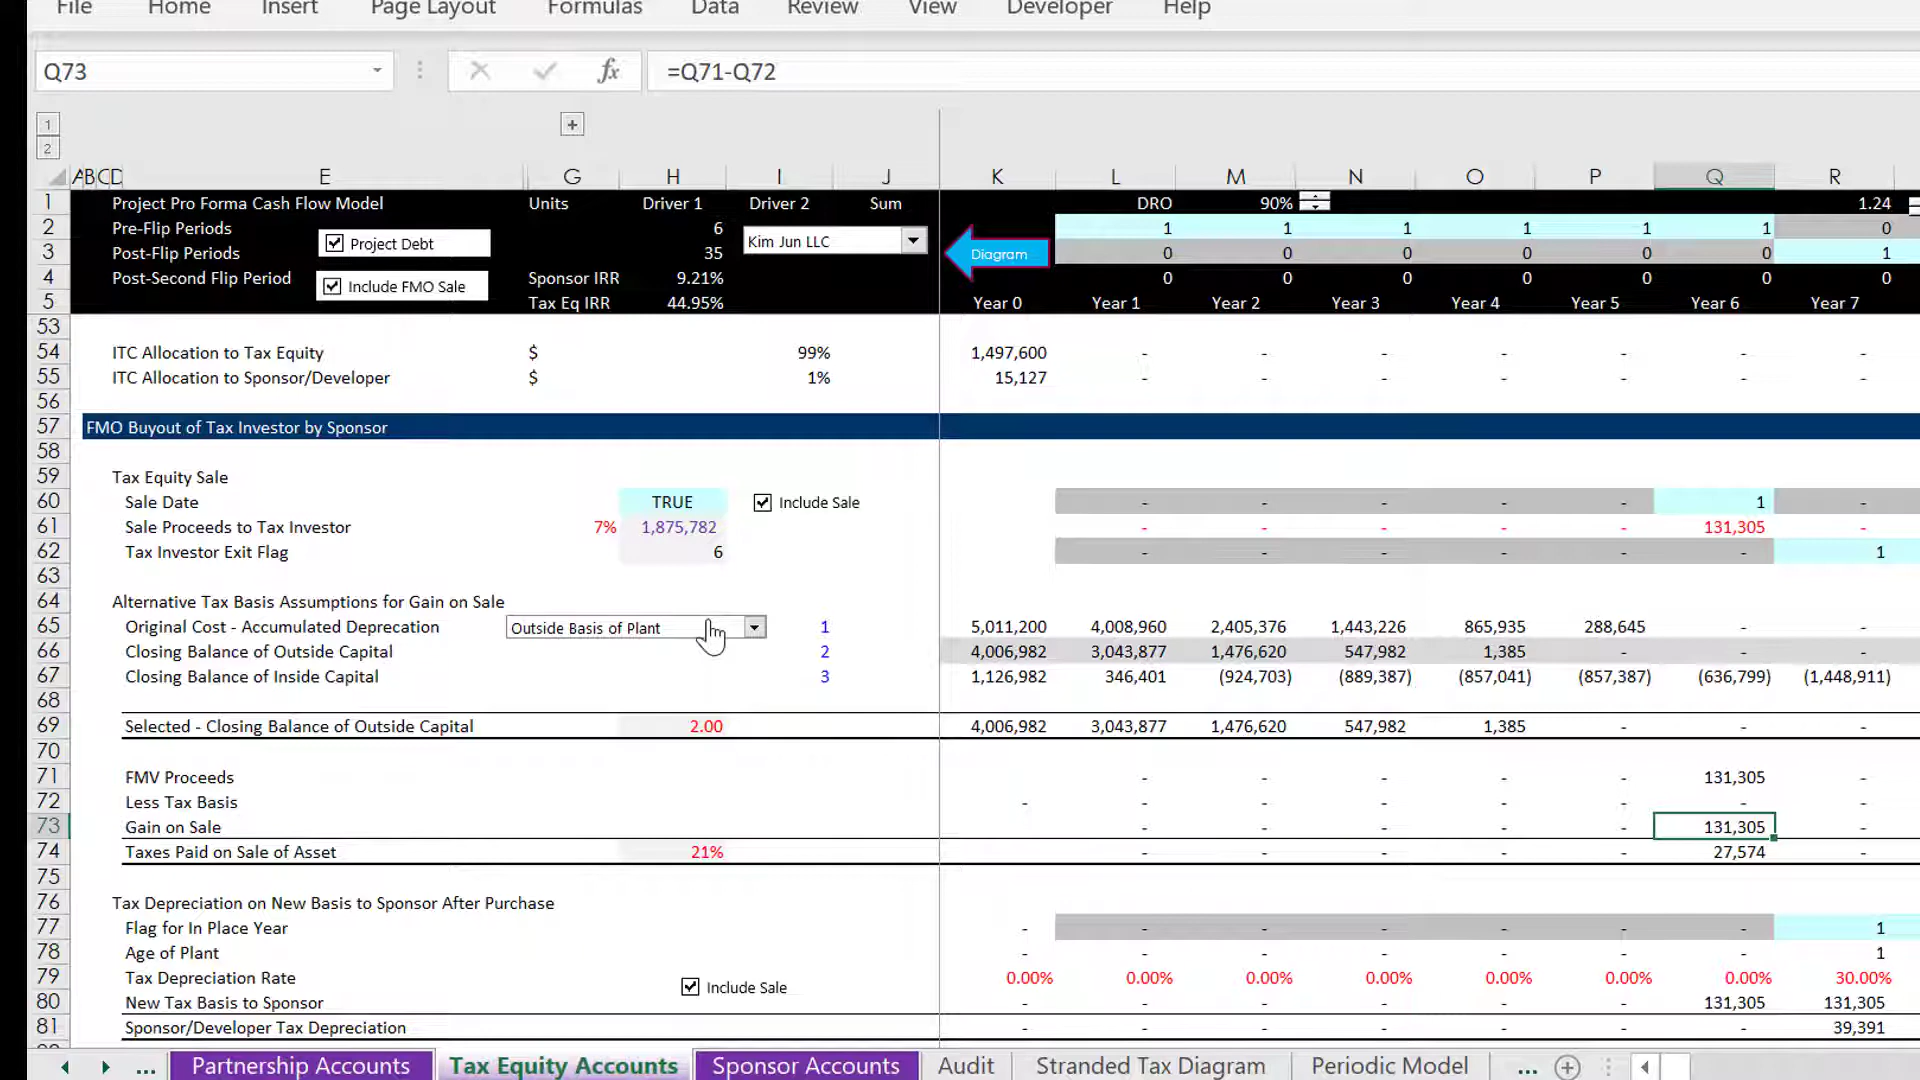 File Home Insert Page Layout Formulas Data Review View Developer Help
Q73 fx =Q71-Q72
+
1
2
A B C D E G H I J K L M N O P Q R
1 Project Pro Forma Cash Flow Model Units Driver 1 Driver 2 Sum DRO 90% 1.24
2 Pre-Flip Periods Project Debt 6 Kim Jun LLC 1 1 1 1 1 1 0
3 Post-Flip Periods 35 Diagram 0 0 0 0 0 0 1
4 Post-Second Flip Period Include FMO Sale Sponsor IRR 9.21% 0 0 0 0 0 0 0
5 Tax Eq IRR 44.95% Year 0 Year 1 Year 2 Year 3 Year 4 Year 5 Year 6 Year 7
53
54 ITC Allocation to Tax Equity $ 99% 1,497,600 - - - - - - -
55 ITC Allocation to Sponsor/Developer $ 1% 15,127 - - - - - - -
56
57 FMO Buyout of Tax Investor by Sponsor
58
59 Tax Equity Sale
60 Sale Date TRUE Include Sale - - - - - 1 -
61 Sale Proceeds to Tax Investor 7% 1,875,782 - - - - - 131,305 -
62 Tax Investor Exit Flag 6 - - - - - - 1
63
64 Alternative Tax Basis Assumptions for Gain on Sale
65 Original Cost - Accumulated Deprecation Outside Basis of Plant 1 5,011,200 4,008,960 2,405,376 1,443,226 865,935 288,645 - -
66 Closing Balance of Outside Capital 2 4,006,982 3,043,877 1,476,620 547,982 1,385 - - -
67 Closing Balance of Inside Capital 3 1,126,982 346,401 (924,703) (889,387) (857,041) (857,387) (636,799) (1,448,911)
68
69 Selected - Closing Balance of Outside Capital 2.00 4,006,982 3,043,877 1,476,620 547,982 1,385 - - -
70
71 FMV Proceeds - - - - - 131,305 -
72 Less Tax Basis - - - - - - - -
73 Gain on Sale - - - - - 131,305 -
74 Taxes Paid on Sale of Asset 21% - - - - - 27,574 -
75
76 Tax Depreciation on New Basis to Sponsor After Purchase
77 Flag for In Place Year - - - - - - - 1
78 Age of Plant - - - - - - - 1
79 Tax Depreciation Rate Include Sale 0.00% 0.00% 0.00% 0.00% 0.00% 0.00% 0.00% 30.00%
80 New Tax Basis to Sponsor - - - - - - 131,305 131,305
81 Sponsor/Developer Tax Depreciation - - - - - - - 39,391
... Partnership Accounts Tax Equity Accounts Sponsor Accounts Audit Stranded Tax Diagram Periodic Model ...